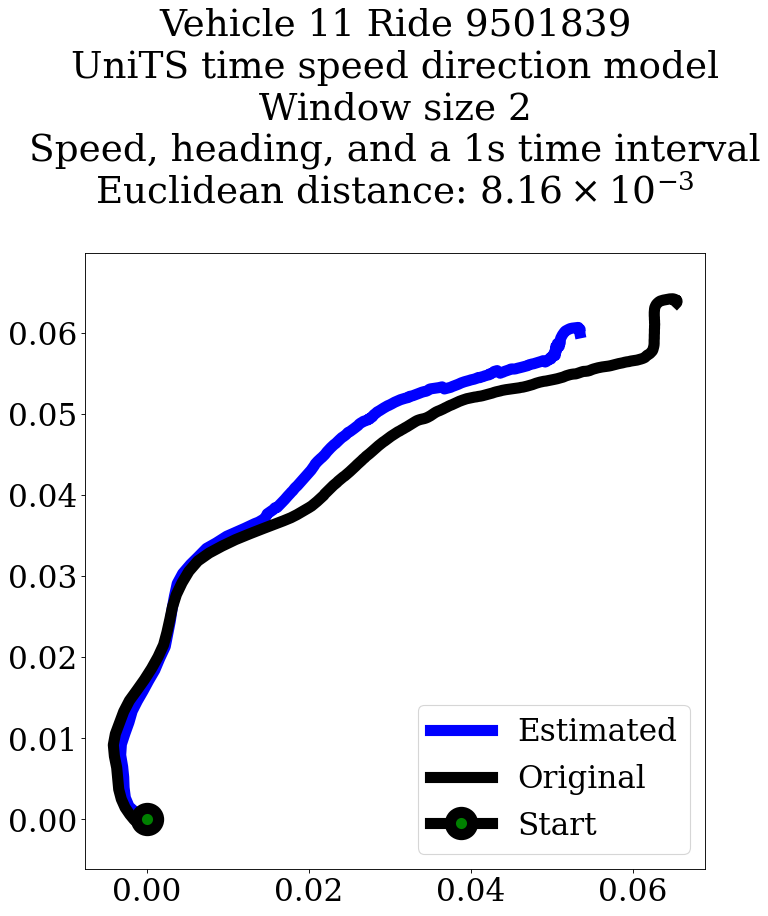 Vehicle 11 Ride 9501839
UniTS time speed direction model
Window size 2
Speed, heading, and a 1s time interval
Euclidean distance: 8.16 × 10⁻³
0.06
0.05
0.04
0.03
0.02
0.01
0.00
Estimated
Original
Start
0.00 0.02 0.04 0.06